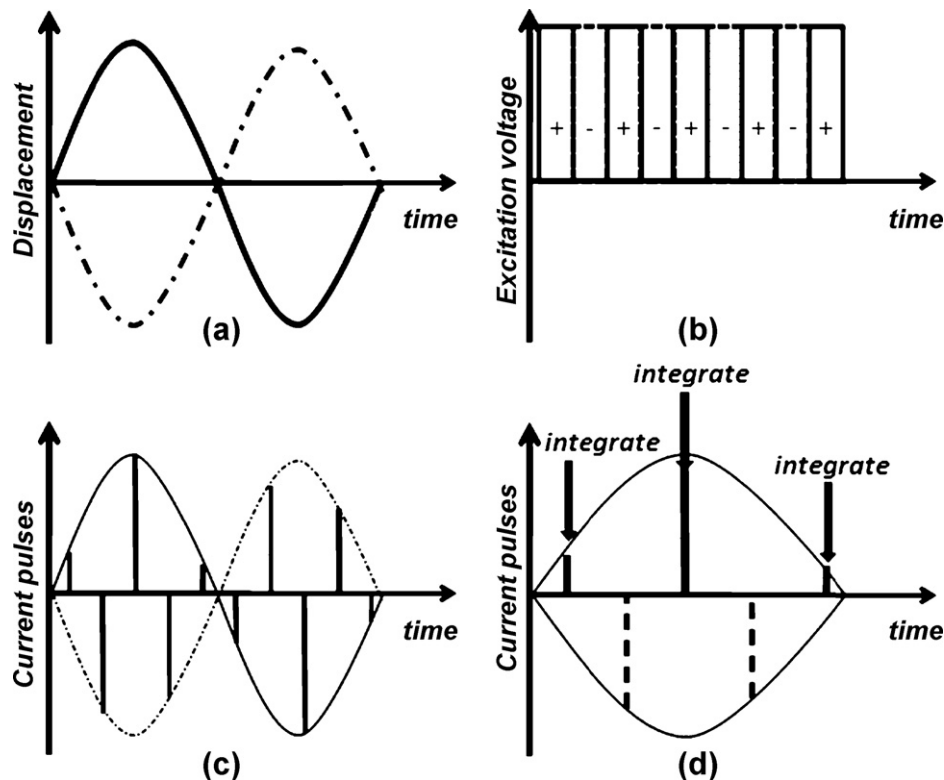 Displacement
time
(a)
Excitation voltage
+ - + - + - + - +
time
(b)
Current pulses
time
(c)
integrate
integrate
integrate
Current pulses
time
(d)